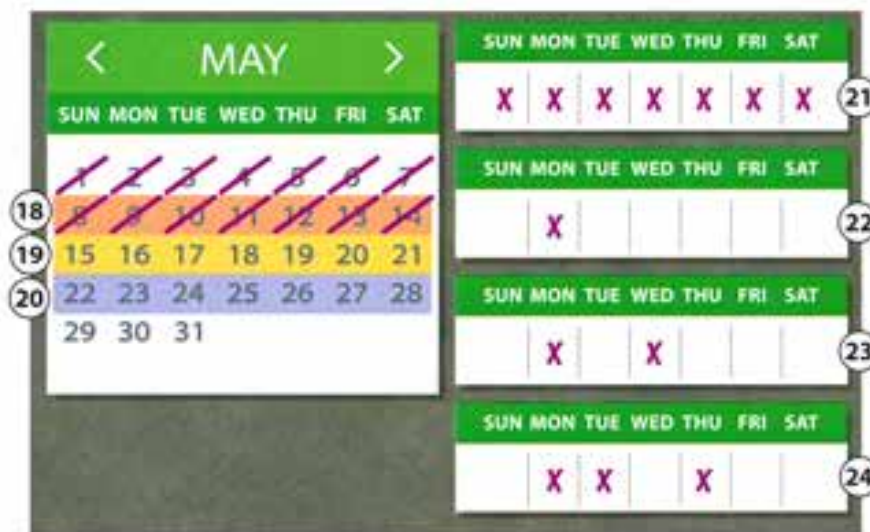 < MAY >
SUN MON TUE WED THU FRI SAT
1 2 3 4 5 6 7
18
8 9 10 11 12 13 14
19
15 16 17 18 19 20 21
20
22 23 24 25 26 27 28
29 30 31
SUN MON TUE WED THU FRI SAT
X X X X X X X
21
SUN MON TUE WED THU FRI SAT
X
22
SUN MON TUE WED THU FRI SAT
X X
23
SUN MON TUE WED THU FRI SAT
X X X
24